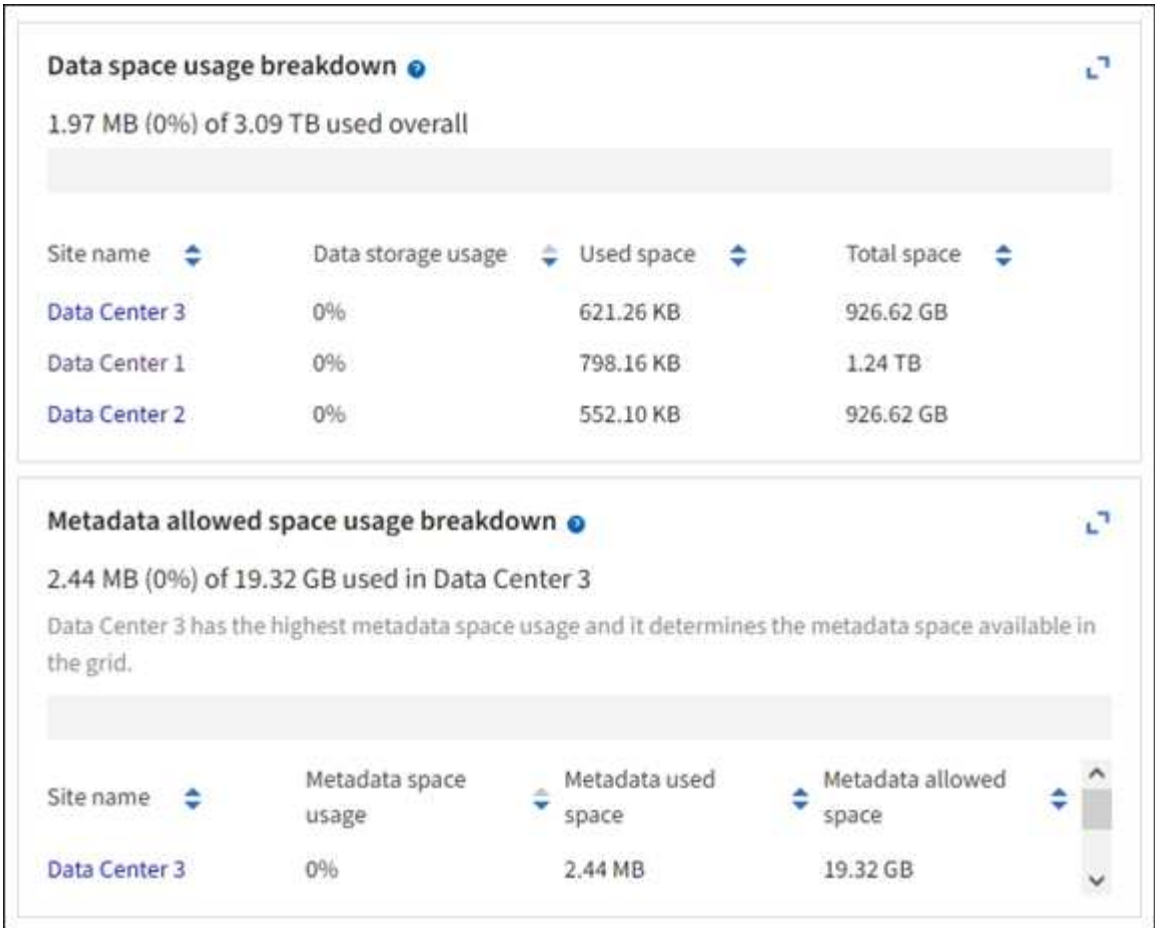 Data space usage breakdown ?
1.97 MB (0%) of 3.09 TB used overall
Site name Data storage usage Used space Total space
Data Center 3 0% 621.26 KB 926.62 GB
Data Center 1 0% 798.16 KB 1.24 TB
Data Center 2 0% 552.10 KB 926.62 GB
Metadata allowed space usage breakdown ?
2.44 MB (0%) of 19.32 GB used in Data Center 3
Data Center 3 has the highest metadata space usage and it determines the metadata space available in
the grid.
Site name Metadata space usage Metadata used space Metadata allowed space
Data Center 3 0% 2.44 MB 19.32 GB